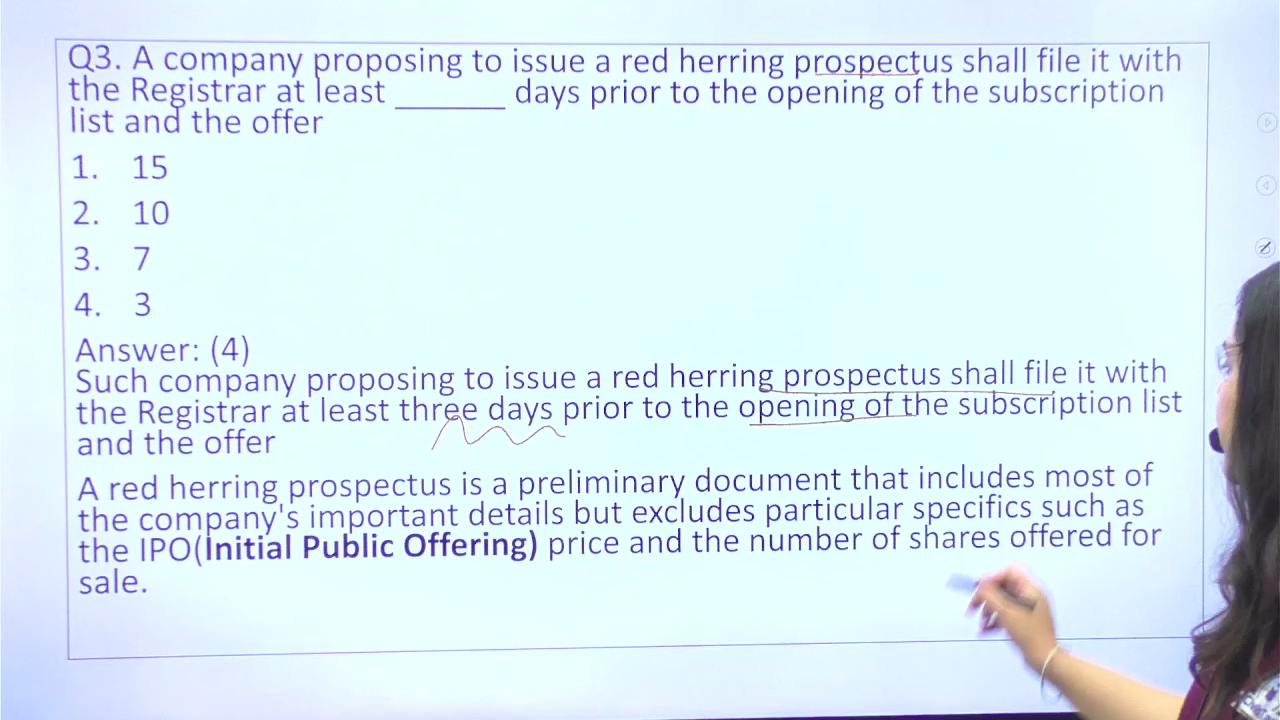 Q3. A company proposing to issue a red herring prospectus shall file it with
the Registrar at least ______ days prior to the opening of the subscription
list and the offer
1. 15
2. 10
3. 7
4. 3
Answer: (4)
Such company proposing to issue a red herring prospectus shall file it with
the Registrar at least three days prior to the opening of the subscription list
and the offer
A red herring prospectus is a preliminary document that includes most of
the company's important details but excludes particular specifics such as
the IPO(Initial Public Offering) price and the number of shares offered for
sale.